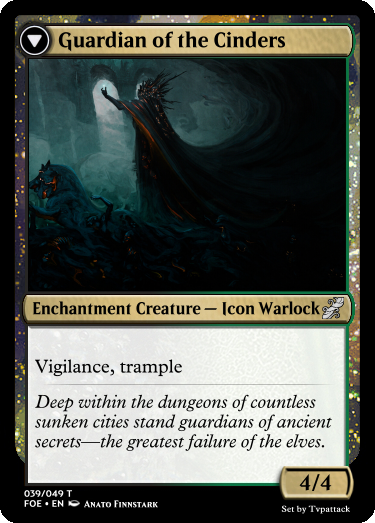 Guardian of the Cinders
Enchantment Creature — Icon Warlock
Vigilance, trample
Deep within the dungeons of countless
sunken cities stand guardians of ancient
secrets—the greatest failure of the elves.
4/4
039/049 T
FOE • EN Anato Finnstark
Set by Tvpattack